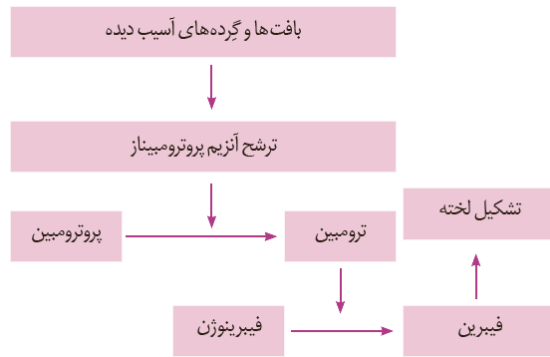 بافت‌ها و گِرده‌های آسیب دیده
ترشح آنزیم پروترومبیناز
تشکیل لخته
ترومبین
پروترومبین
فیبرین
فیبرینوژن